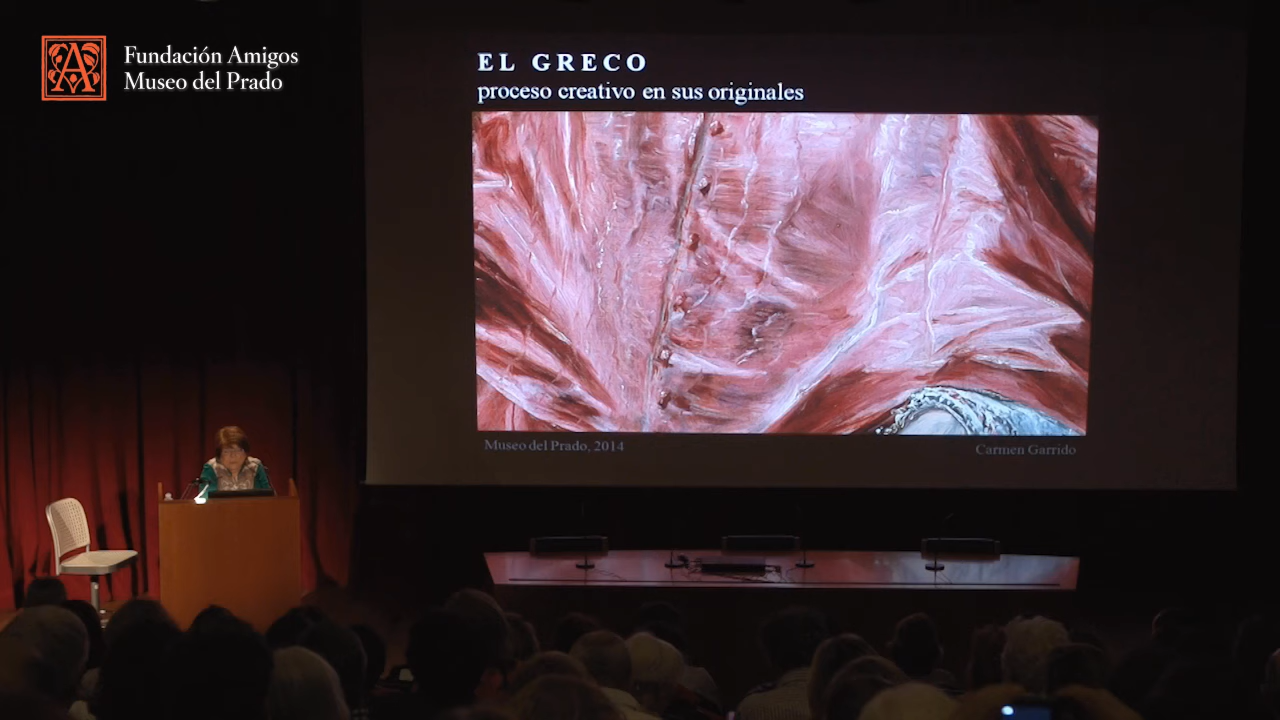 Fundación Amigos
Museo del Prado
EL GRECO
proceso creativo en sus originales
Museo del Prado, 2014
Carmen Garrido